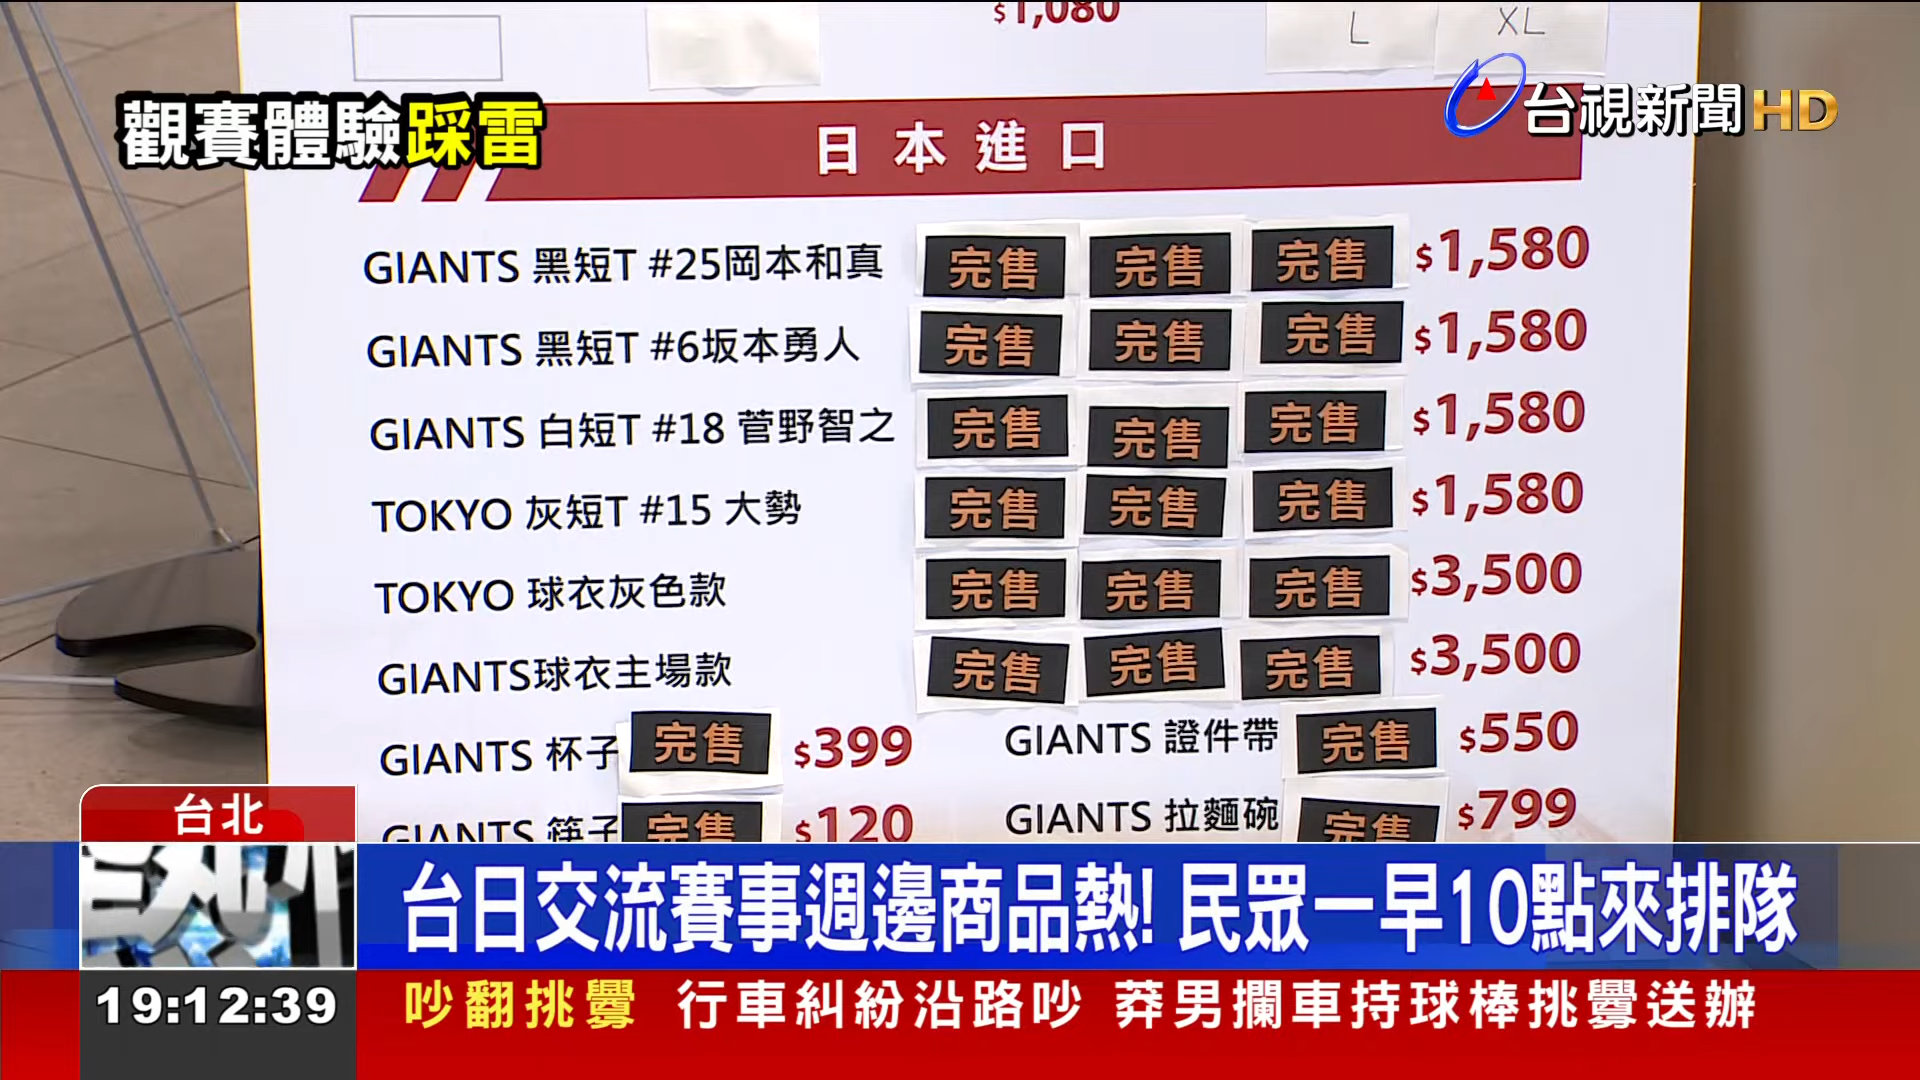 $1,080
L XL
觀賽體驗踩雷
台視新聞HD
日本進口
GIANTS 黑短T #25岡本和真 完售 完售 完售 $1,580
GIANTS 黑短T #6坂本勇人 完售 完售 完售 $1,580
GIANTS 白短T #18 菅野智之 完售 完售 完售 $1,580
TOKYO 灰短T #15 大勢 完售 完售 完售 $1,580
TOKYO 球衣灰色款 完售 完售 完售 $3,500
GIANTS球衣主場款 完售 完售 完售 $3,500
GIANTS 杯子 完售 $399 GIANTS 證件帶 完售 $550
GIANTS 筷子 完售 $120 GIANTS 拉麵碗 完售 $799
台北
台日交流賽事週邊商品熱! 民眾一早10點來排隊
19:12:39
吵翻挑釁 行車糾紛沿路吵 莽男攔車持球棒挑釁送辦